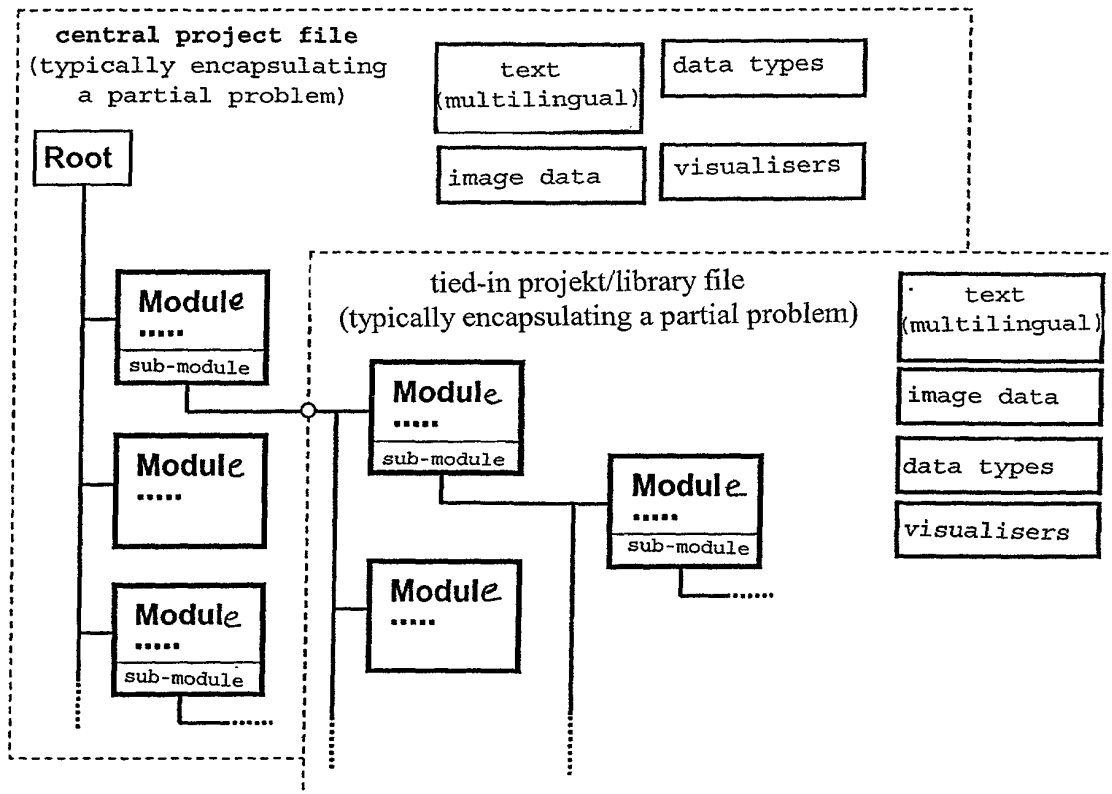 central project file
(typically encapsulating
a partial problem)
text
(multilingual)
data types
image data
visualisers
Root
Module
sub-module
Module
Module
sub-module
tied-in projekt/library file
(typically encapsulating a partial problem)
Module
sub-module
Module
Module
sub-module
text
(multilingual)
image data
data types
visualisers